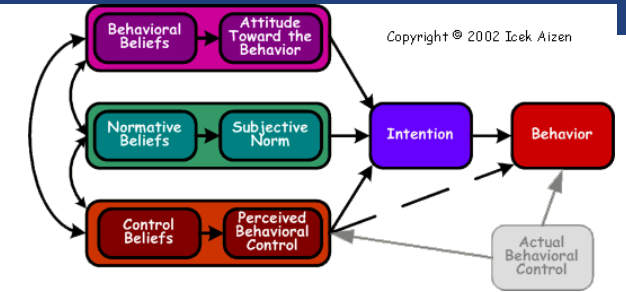 Behavioral
Beliefs
Attitude
Toward the
Behavior
Copyright © 2002 Icek Aizen
Normative
Beliefs
Subjective
Norm
Intention
Behavior
Control
Beliefs
Perceived
Behavioral
Control
Actual
Behavioral
Control